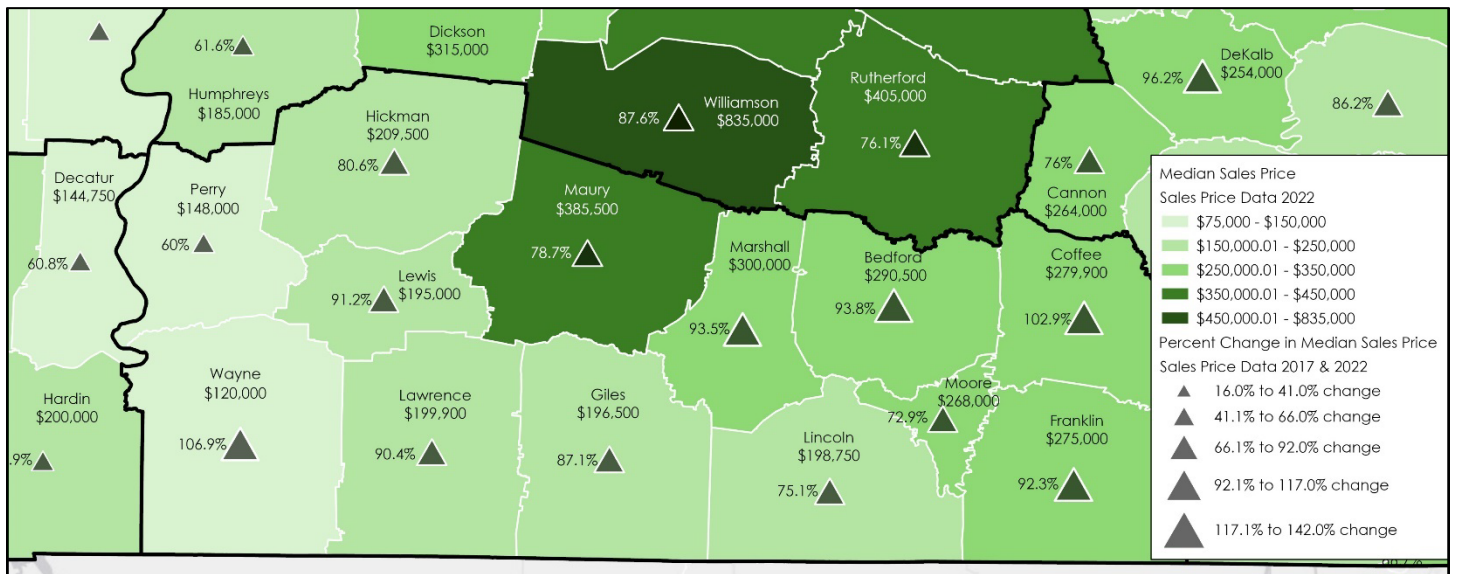 Dickson
$315,000
61.6%
Humphreys
$185,000
Hickman
$209,500
80.6%
87.6%
Williamson
$835,000
Rutherford
$405,000
76.1%
DeKalb
$254,000
96.2%
86.2%
76%
Cannon
$264,000
Decatur
$144,750
60.8%
Perry
$148,000
60%
Maury
$385,500
78.7%
Lewis
$195,000
91.2%
Marshall
$300,000
93.5%
Bedford
$290,500
93.8%
Coffee
$279,900
102.9%
Hardin
$200,000
.9%
Wayne
$120,000
106.9%
Lawrence
$199,900
90.4%
Giles
$196,500
87.1%
Lincoln
$198,750
75.1%
Moore
$268,000
72.9%
Franklin
$275,000
92.3%
Median Sales Price
Sales Price Data 2022
$75,000 - $150,000
$150,000.01 - $250,000
$250,000.01 - $350,000
$350,000.01 - $450,000
$450,000.01 - $835,000
Percent Change in Median Sales Price
Sales Price Data 2017 & 2022
16.0% to 41.0% change
41.1% to 66.0% change
66.1% to 92.0% change
92.1% to 117.0% change
117.1% to 142.0% change